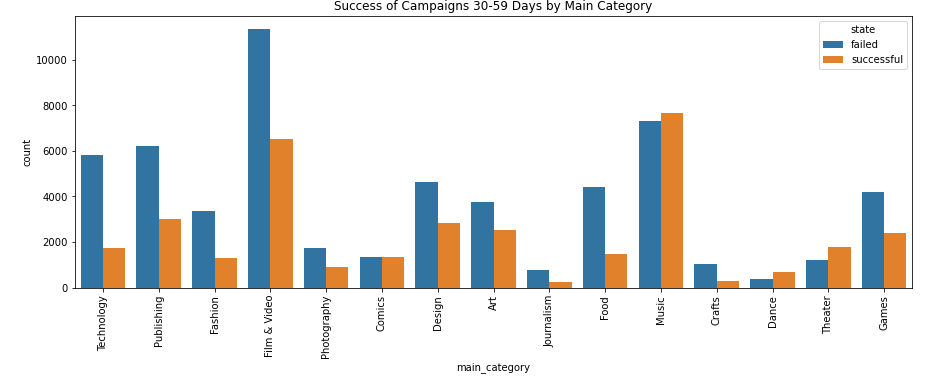 Success of Campaigns 30-59 Days by Main Category
state
failed
successful
count
10000
8000
6000
4000
2000
0
Technology
Publishing
Fashion
Film & Video
Photography
Comics
Design
Art
Journalism
Food
Music
Crafts
Dance
Theater
Games
main_category